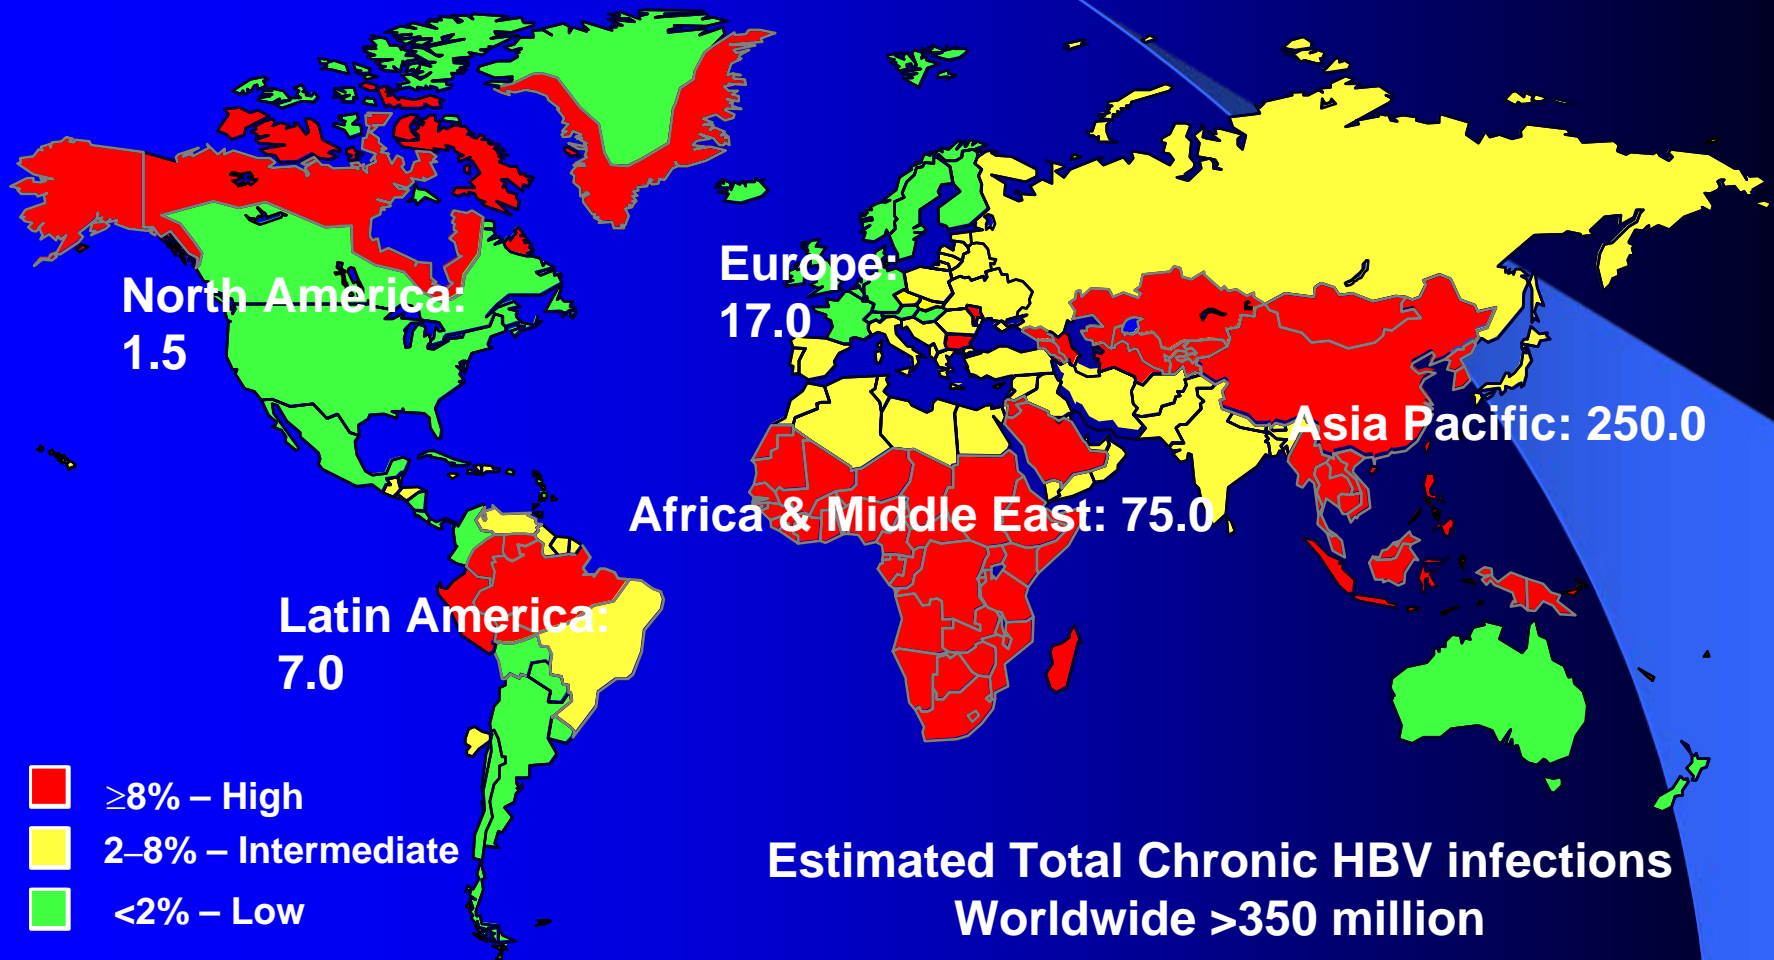 North America:
1.5
Europe:
17.0
Asia Pacific: 250.0
Africa & Middle East: 75.0
Latin America:
7.0
≥8% – High
2–8% – Intermediate
<2% – Low
Estimated Total Chronic HBV infections
Worldwide >350 million